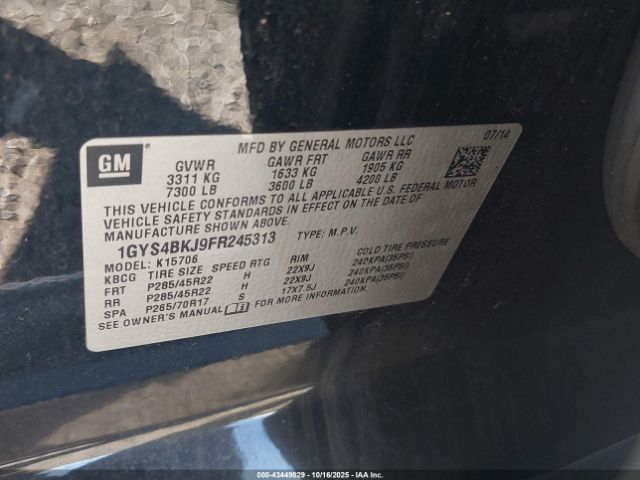 GM
MFD BY GENERAL MOTORS LLC 07/14
GVWR GAWR FRT GAWR RR
3311 KG 1633 KG 1905 KG
7300 LB 3600 LB 4200 LB
THIS VEHICLE CONFORMS TO ALL APPLICABLE U.S. FEDERAL MOTOR
VEHICLE SAFETY STANDARDS IN EFFECT ON THE DATE OF
MANUFACTURE SHOWN ABOVE.
1GYS4BKJ9FR245313 TYPE: M.P.V.
MODEL: K15706
KBCG TIRE SIZE SPEED RTG RIM COLD TIRE PRESSURE
FRT P285/45R22 H 22X9J 240KPA(35PSI)
RR P285/45R22 H 22X9J 240KPA(35PSI)
SPA P265/70R17 S 17X7.5J 240KPA(35PSI)
SEE OWNER'S MANUAL FOR MORE INFORMATION.
000-43449829 - 10/16/2025 - IAAI.COM